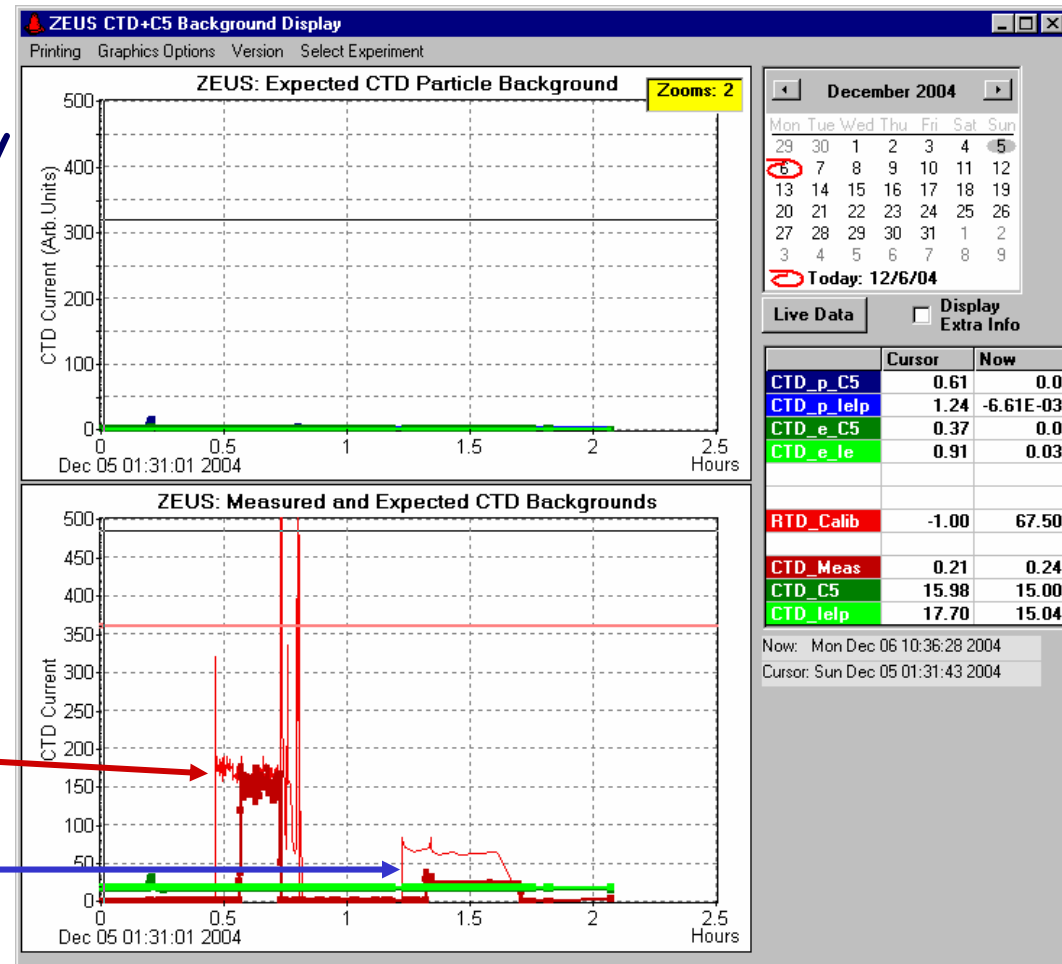 ZEUS CTD+C5 Background Display
Printing Graphics Options Version Select Experiment
ZEUS: Expected CTD Particle Background
Zooms: 2
500
400
300
200
100
0
CTD Current (Arb.Units)
0 0.5 1 1.5 2 2.5
Dec 05 01:31:01 2004 Hours
ZEUS: Measured and Expected CTD Backgrounds
500
450
400
350
300
250
200
150
100
50
0
CTD Current
0 0.5 1 1.5 2 2.5
Dec 05 01:31:01 2004 Hours
December 2004
Mon Tue Wed Thu Fri Sat Sun
29 30 1 2 3 4 5
6 7 8 9 10 11 12
13 14 15 16 17 18 19
20 21 22 23 24 25 26
27 28 29 30 31 1 2
3 4 5 6 7 8 9
Today: 12/6/04
Live Data
Display
Extra Info
Cursor Now
CTD_p_C5 0.61 0.0
CTD_p_IeIp 1.24 -6.61E-03
CTD_e_C5 0.37 0.0
CTD_e_Ie 0.91 0.03
RTD_Calib -1.00 67.50
CTD_Meas 0.21 0.24
CTD_C5 15.98 15.00
CTD_IeIp 17.70 15.04
Now: Mon Dec 06 10:36:28 2004
Cursor: Sun Dec 05 01:31:43 2004